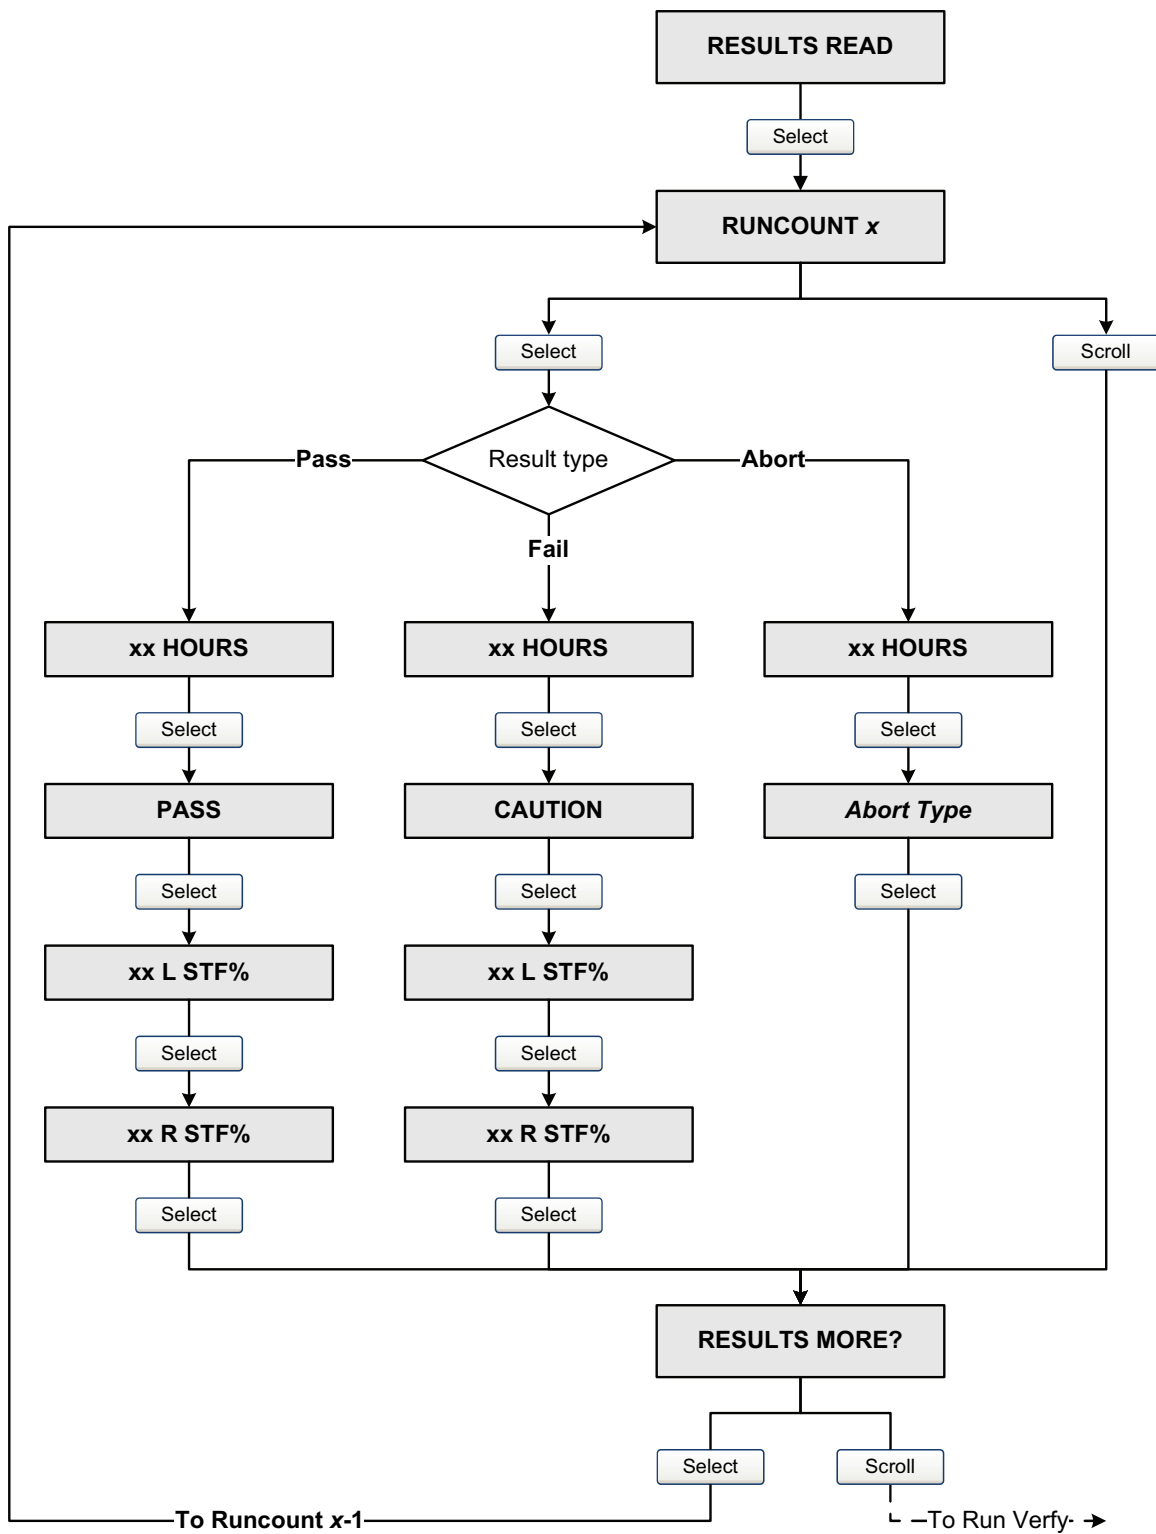 RESULTS READ
Select
RUNCOUNT x
Select
Scroll
Pass
Result type
Abort
Fail
xx HOURS
xx HOURS
xx HOURS
Select
Select
Select
PASS
CAUTION
Abort Type
Select
Select
Select
xx L STF%
xx L STF%
Select
Select
xx R STF%
xx R STF%
Select
Select
RESULTS MORE?
Select
Scroll
To Runcount x-1
To Run Verfy